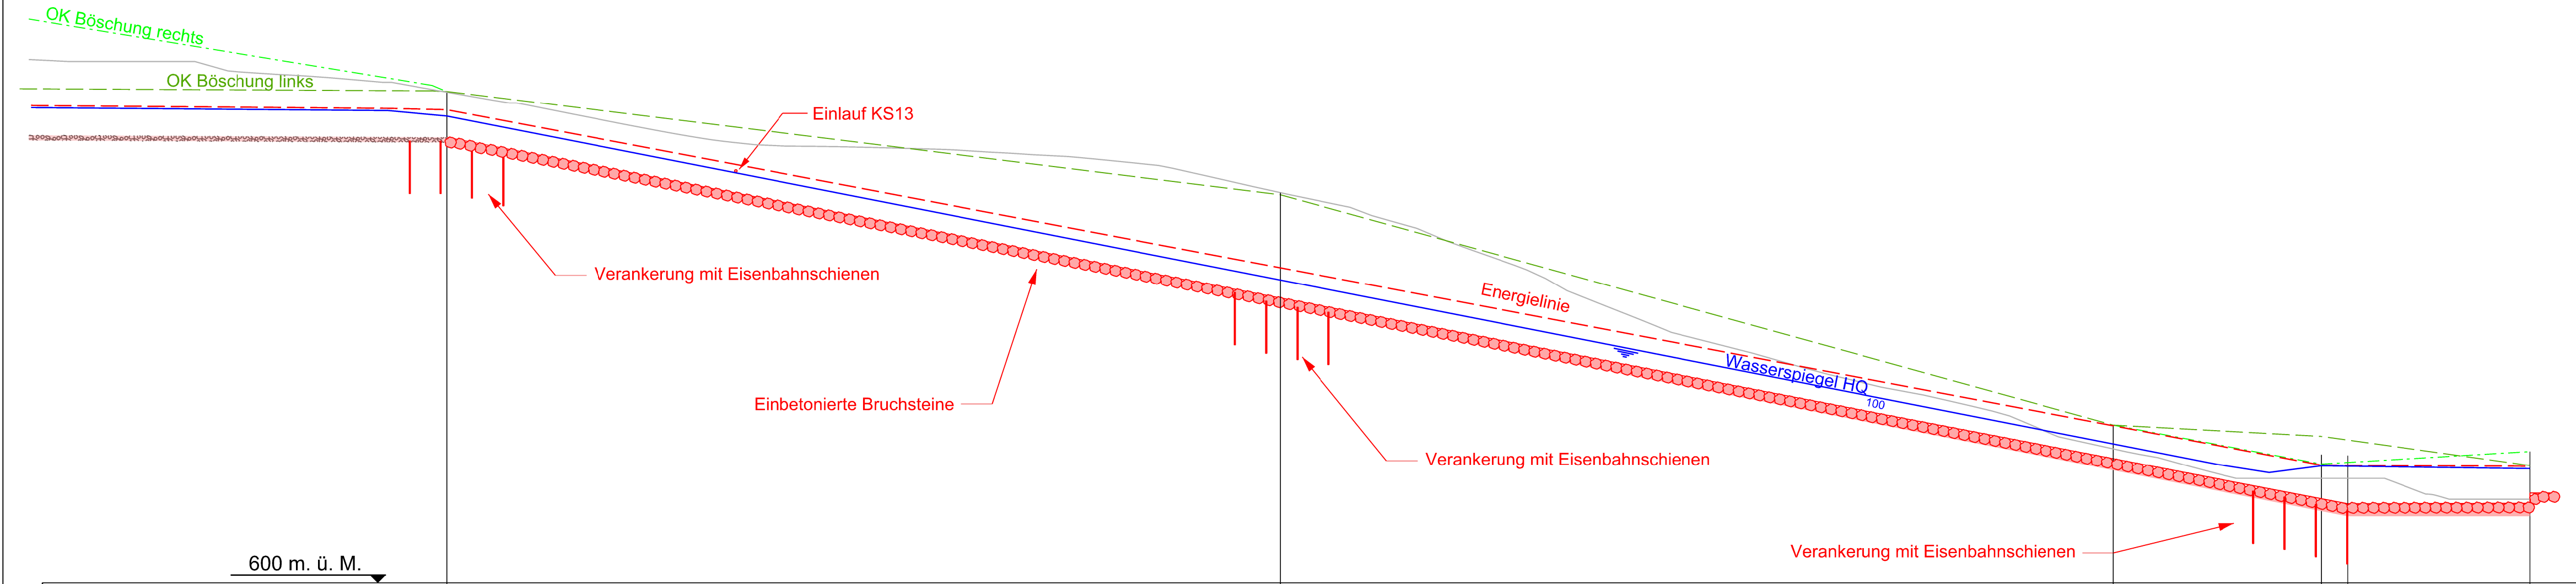 OK Böschung rechts
OK Böschung links
Einlauf KS13
Verankerung mit Eisenbahnschienen
Energielinie
Wasserspiegel HQ100
Einbetonierte Bruchsteine
Verankerung mit Eisenbahnschienen
Verankerung mit Eisenbahnschienen
600 m. ü. M.